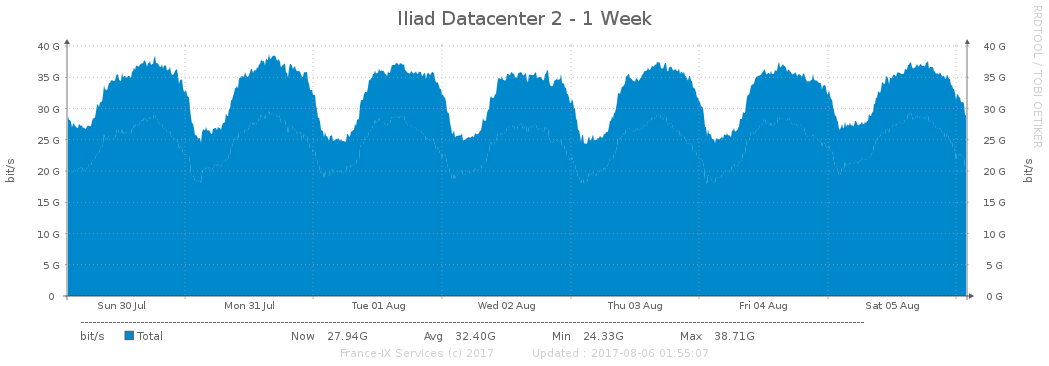 Iliad Datacenter 2 - 1 Week
RRDTOOL / TOBI OETIKER
40 G 40 G
35 G 35 G
30 G 30 G
25 G 25 G
20 G 20 G
15 G 15 G
10 G 10 G
5 G 5 G
0 0 G
bit/s bit/s
Sun 30 Jul Mon 31 Jul Tue 01 Aug Wed 02 Aug Thu 03 Aug Fri 04 Aug Sat 05 Aug
bit/s Total Now 27.94G Avg 32.40G Min 24.33G Max 38.71G
France-IX Services (c) 2017 Updated : 2017-08-06 01:55:07